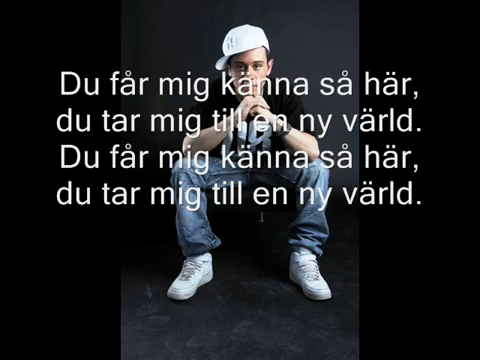 Du får mig känna så här,
du tar mig till en ny värld.
Du får mig känna så här,
du tar mig till en ny värld.